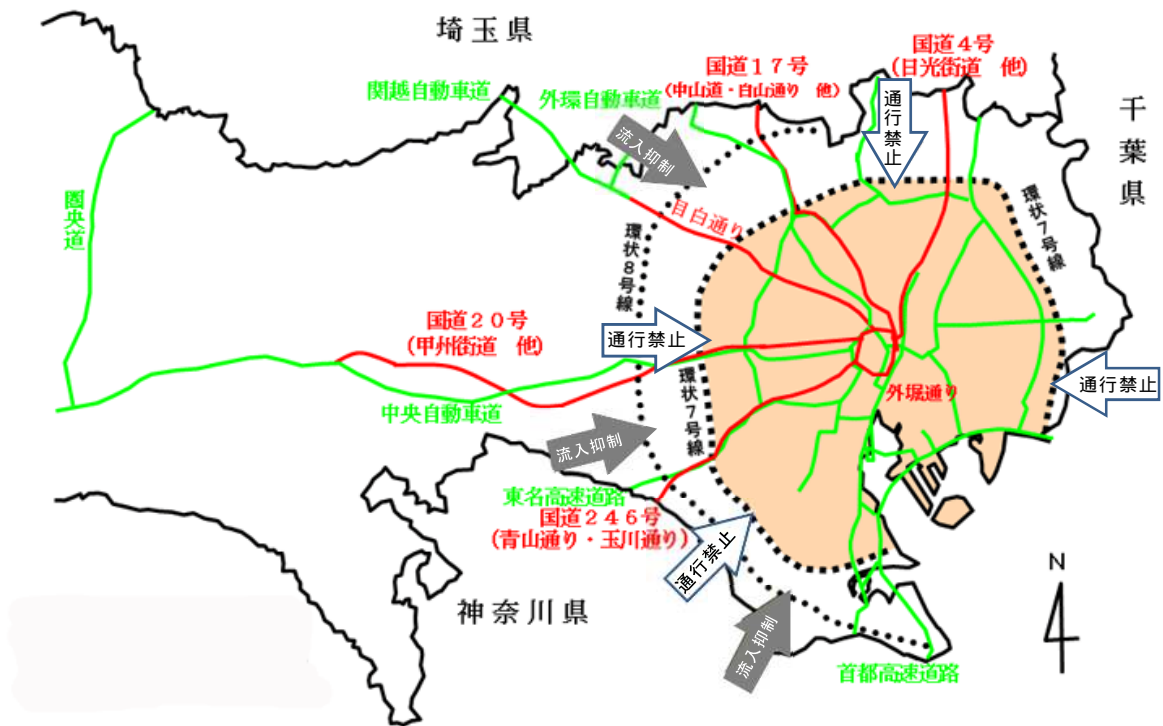 埼玉県
国道4号
(日光街道 他)
国道17号
(中山道・白山通り 他)
関越自動車道
外環自動車道
通行禁止
千葉県
流入抑制
圏央道
目白通り
環状7号線
環状8号線
国道20号
(甲州街道 他)
通行禁止
環状7号線
通行禁止
外堀通り
中央自動車道
流入抑制
東名高速道路
国道246号
(青山通り・玉川通り)
通行禁止
神奈川県
流入抑制
首都高速道路
N